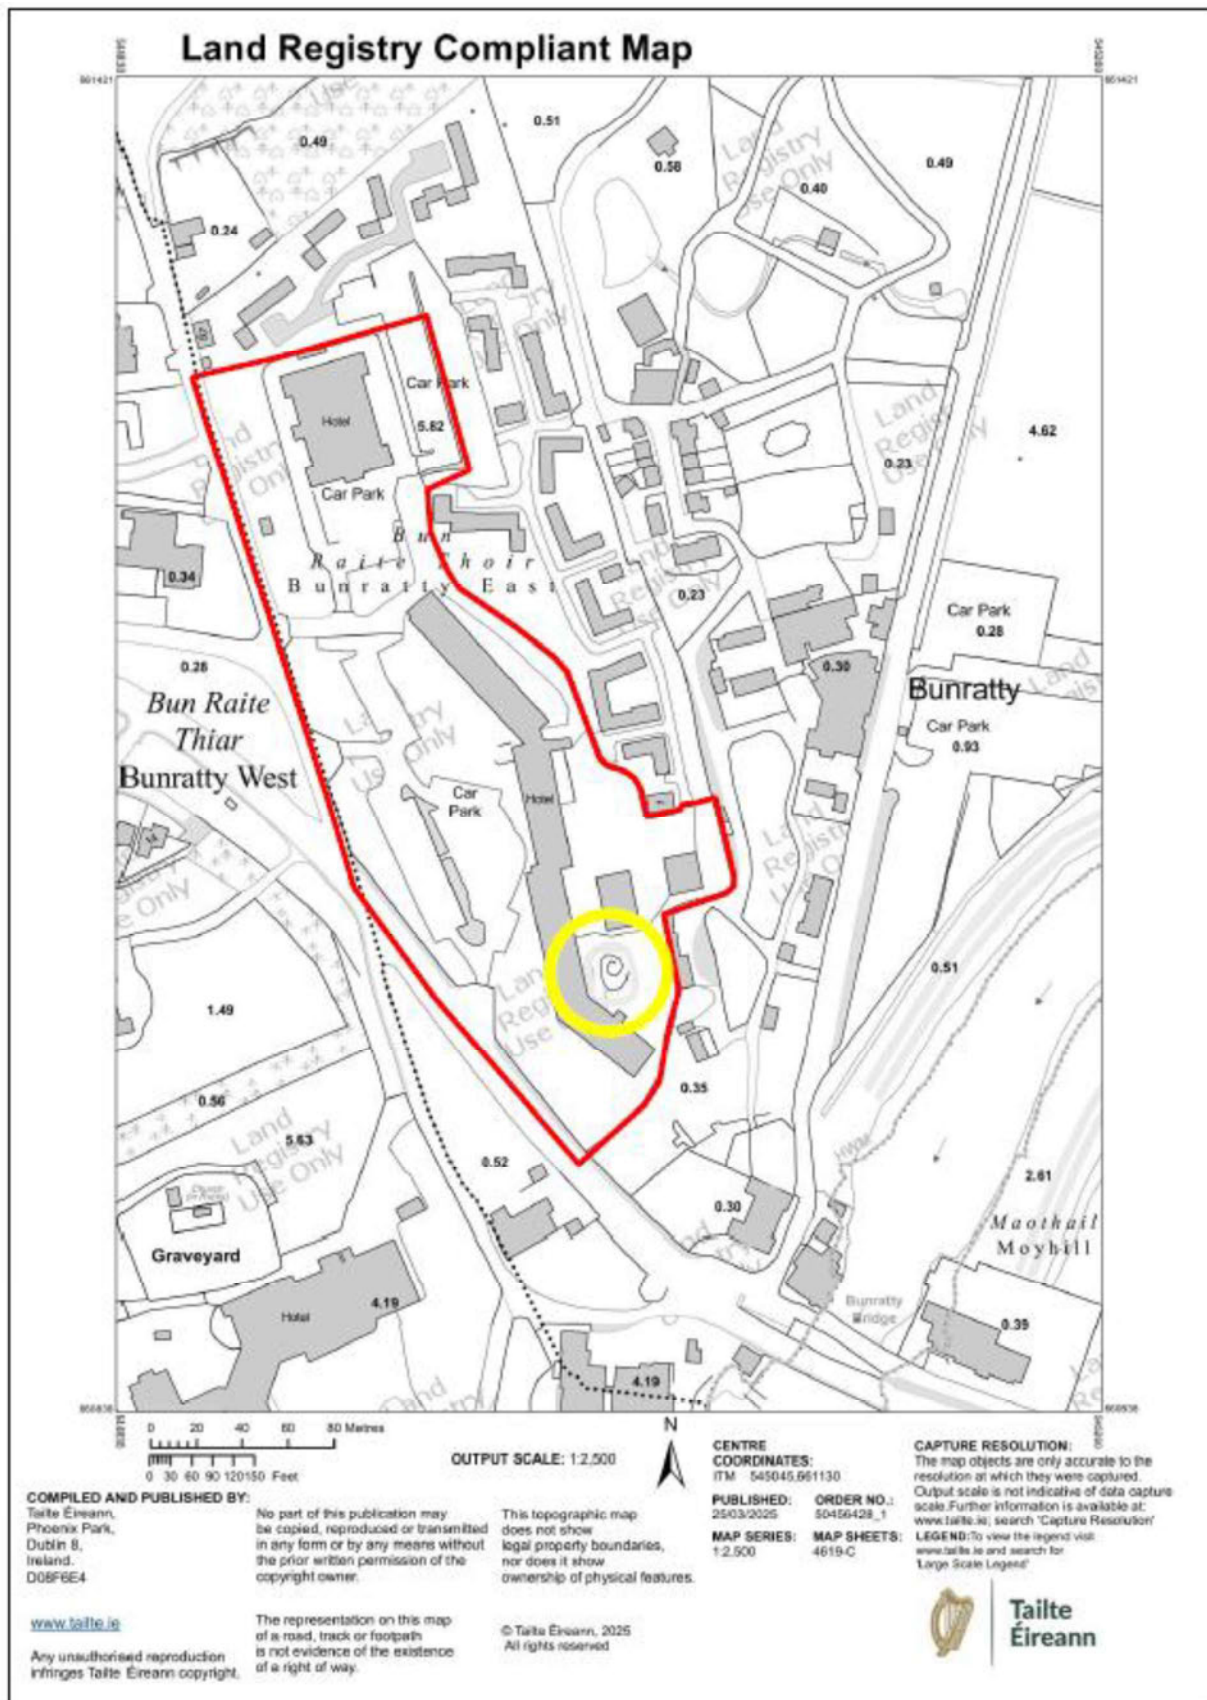 Land Registry Compliant Map
661421
661421
0.51
0.49
0.58
0.49
0.40
0.24
Car Park
5.82
Hotel
4.62
0.23
Car Park
Bun
Raite Thoir
Bunratty East
0.34
0.23
Car Park
0.28
0.28
0.30
Bunratty
Bun Raite
Thiar
Bunratty West
Car Park
0.93
Car
Park
Hotel
0.51
1.49
0.56
5.63
0.35
0.52
HWM
2.61
0.30
Maothail
Moyhill
Graveyard
Hotel
4.19
Bunratty
Bridge
0.39
4.19
Land
Registry
Use Only
0 20 40 60 80 Metres
0 30 60 90 120150 Feet
OUTPUT SCALE: 1:2,500
N
CENTRE
COORDINATES:
ITM 545045,661130
PUBLISHED:
25/03/2025
ORDER NO.:
50456428_1
MAP SERIES:
1:2,500
MAP SHEETS:
4619-C
CAPTURE RESOLUTION:
The map objects are only accurate to the
resolution at which they were captured.
Output scale is not indicative of data capture
scale.Further information is available at:
www.tailte.ie; search 'Capture Resolution'
LEGEND:To view the legend visit
www.tailte.ie and search for
'Large Scale Legend'
COMPILED AND PUBLISHED BY:
Tailte Éireann,
Phoenix Park,
Dublin 8,
Ireland.
D08F6E4
www.tailte.ie
Any unauthorised reproduction
infringes Tailte Éireann copyright.
No part of this publication may
be copied, reproduced or transmitted
in any form or by any means without
the prior written permission of the
copyright owner.
The representation on this map
of a road, track or footpath
is not evidence of the existence
of a right of way.
This topographic map
does not show
legal property boundaries,
nor does it show
ownership of physical features.
© Tailte Éireann, 2025
All rights reserved
Tailte
Éireann